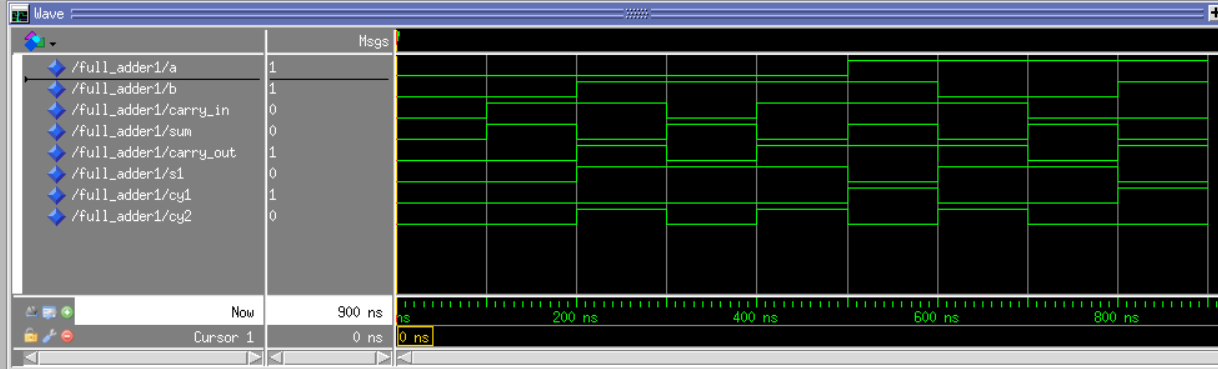 Wave
Msgs
/full_adder1/a 1
/full_adder1/b 1
/full_adder1/carry_in 0
/full_adder1/sum 0
/full_adder1/carry_out 1
/full_adder1/s1 0
/full_adder1/cy1 1
/full_adder1/cy2 0
Now 900 ns ns 200 ns 400 ns 600 ns 800 ns
Cursor 1 0 ns 0 ns